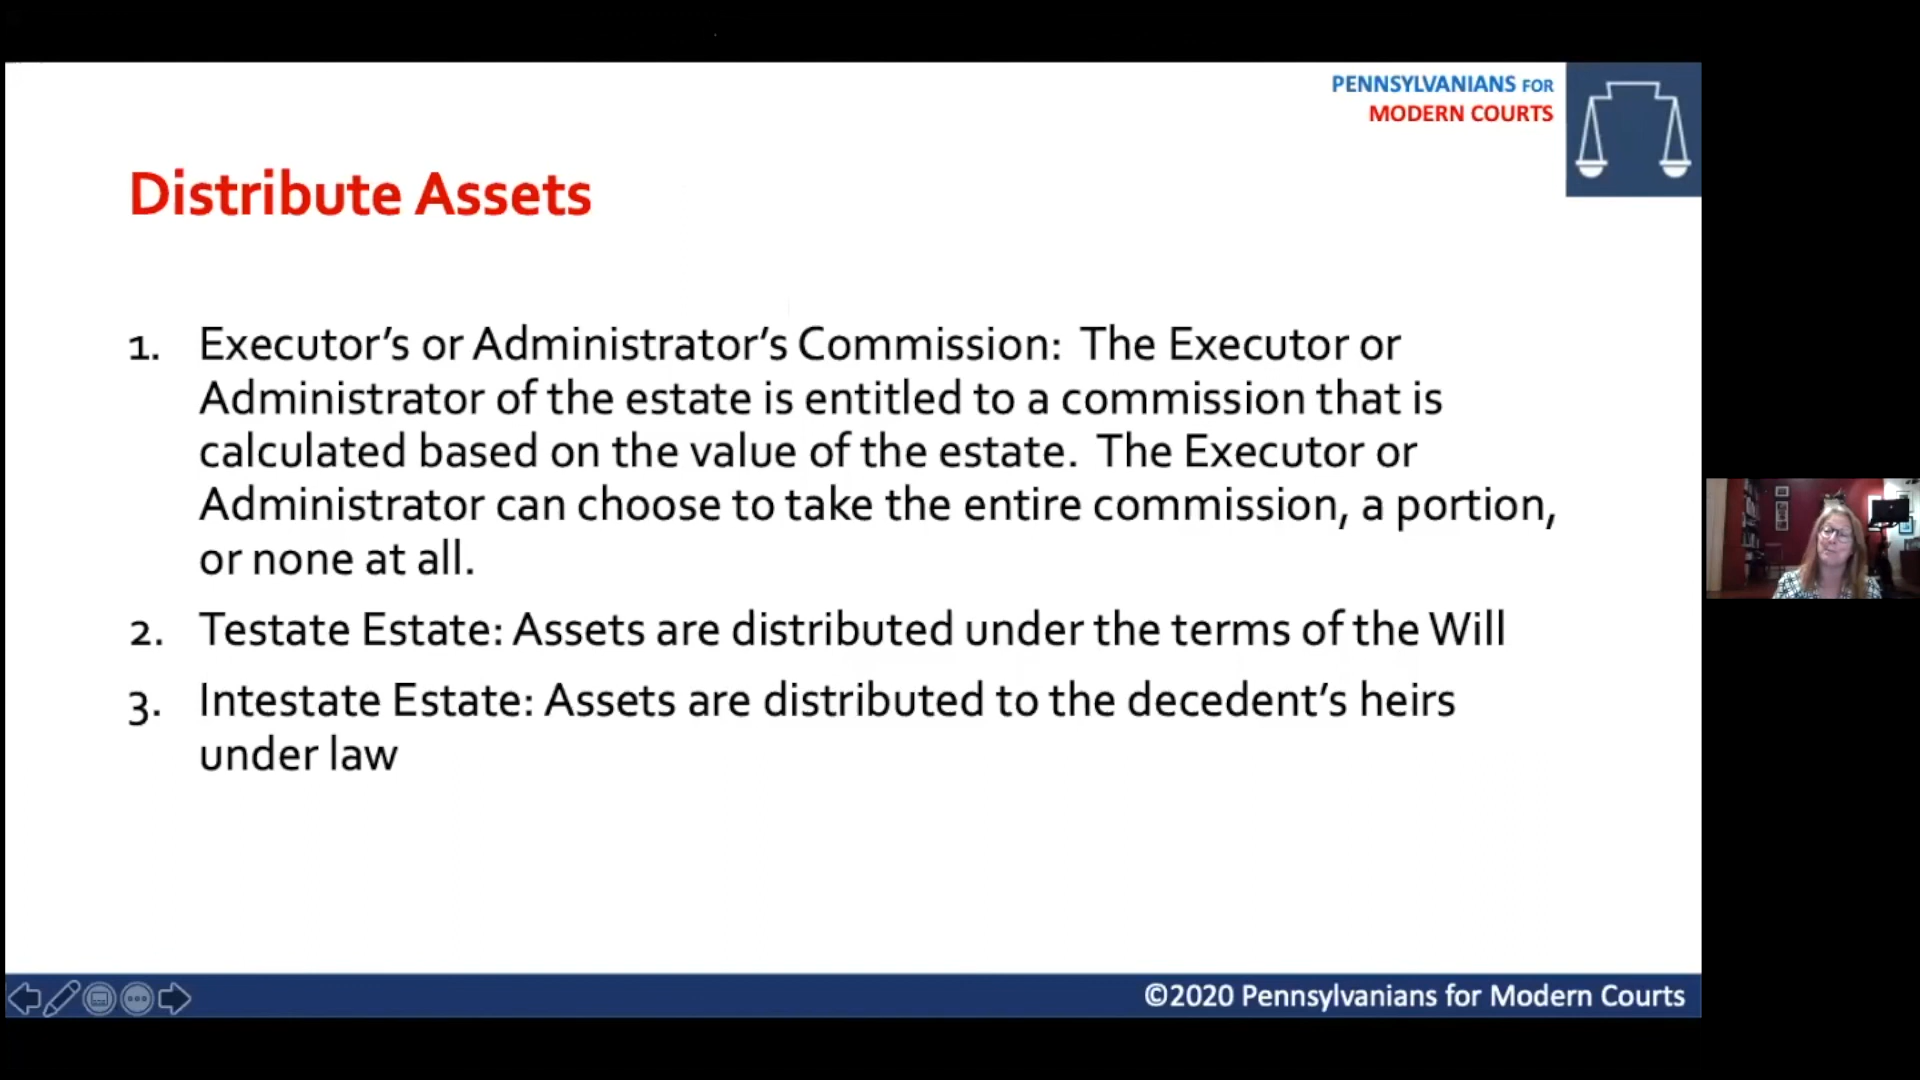 PENNSYLVANIANS FOR
MODERN COURTS
Distribute Assets
1. Executor’s or Administrator’s Commission: The Executor or
Administrator of the estate is entitled to a commission that is
calculated based on the value of the estate. The Executor or
Administrator can choose to take the entire commission, a portion,
or none at all.
2. Testate Estate: Assets are distributed under the terms of the Will
3. Intestate Estate: Assets are distributed to the decedent’s heirs
under law
©2020 Pennsylvanians for Modern Courts